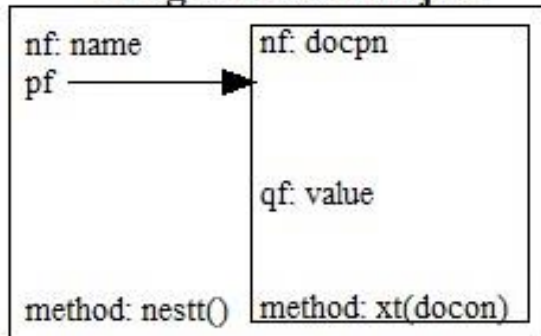 nf: name
pf
method: nestt()
nf: docpn
qf: value
method: xt(docon)